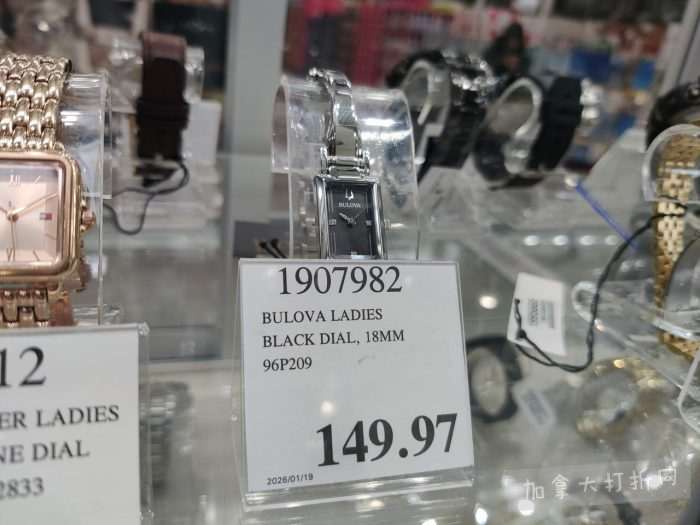 BULOVA
1907982
BULOVA LADIES
BLACK DIAL, 18MM
96P209
149.97
2026/01/19
12
ER LADIES
NE DIAL
2833
加拿大打折网